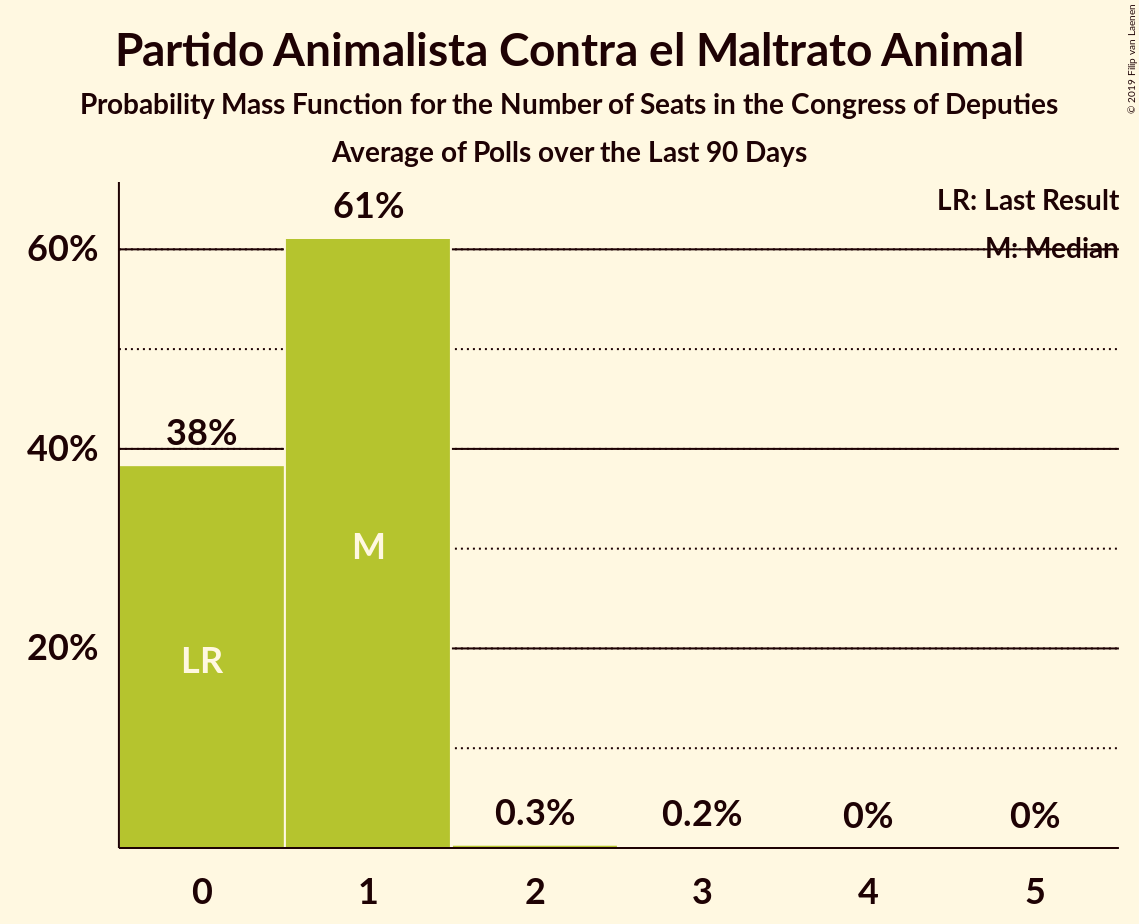 Partido Animalista Contra el Maltrato Animal
Probability Mass Function for the Number of Seats in the Congress of Deputies
Average of Polls over the Last 90 Days
© 2019 Filip van Laenen
LR: Last Result
M: Median
61%
60%
38%
40%
M
LR
20%
0.3%
0.2%
0%
0%
0
1
2
3
4
5